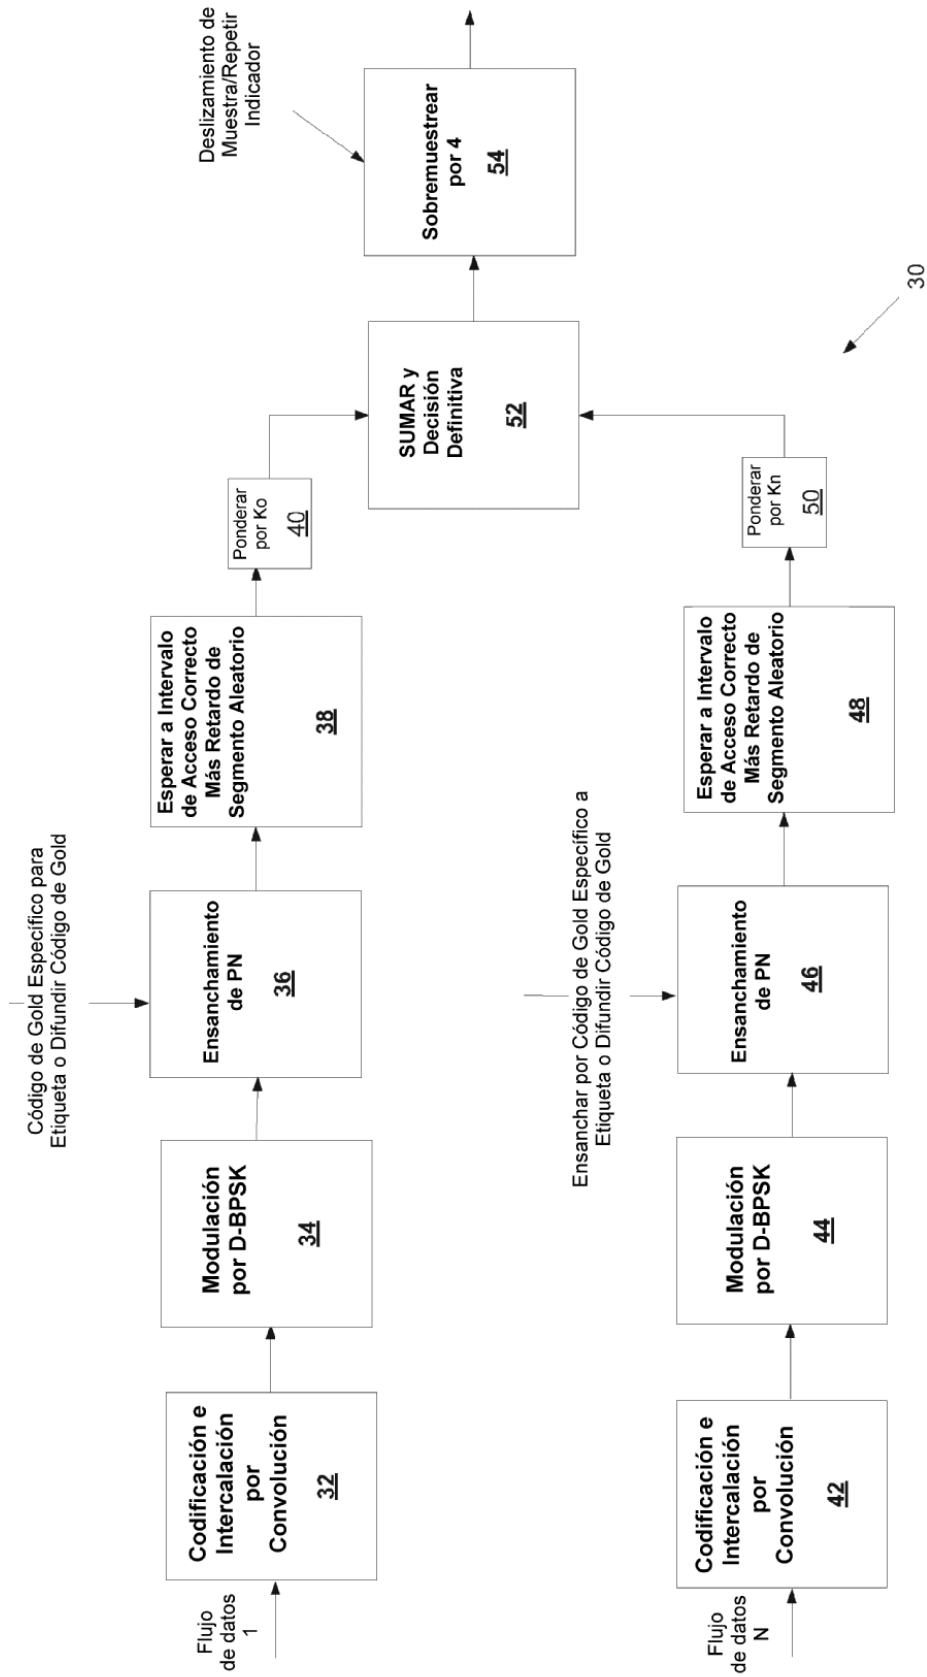 Flujo
de datos
1
Codificación e
Intercalación
por
Convolución
32
Modulación
por D-BPSK
34
Código de Gold Específico para
Etiqueta o Difundir Código de Gold
Ensanchamiento
de PN
36
Esperar a Intervalo
de Acceso Correcto
Más Retardo de
Segmento Aleatorio
38
Ponderar
por Ko
40
SUMAR y
Decisión
Definitiva
52
Deslizamiento de
Muestra/Repetir
Indicador
Sobremuestrear
por 4
54
Flujo
de datos
N
Codificación e
Intercalación
por
Convolución
42
Modulación
por D-BPSK
44
Ensanchar por Código de Gold Específico a
Etiqueta o Difundir Código de Gold
Ensanchamiento
de PN
46
Esperar a Intervalo
de Acceso Correcto
Más Retardo de
Segmento Aleatorio
48
Ponderar
por Kn
50
30